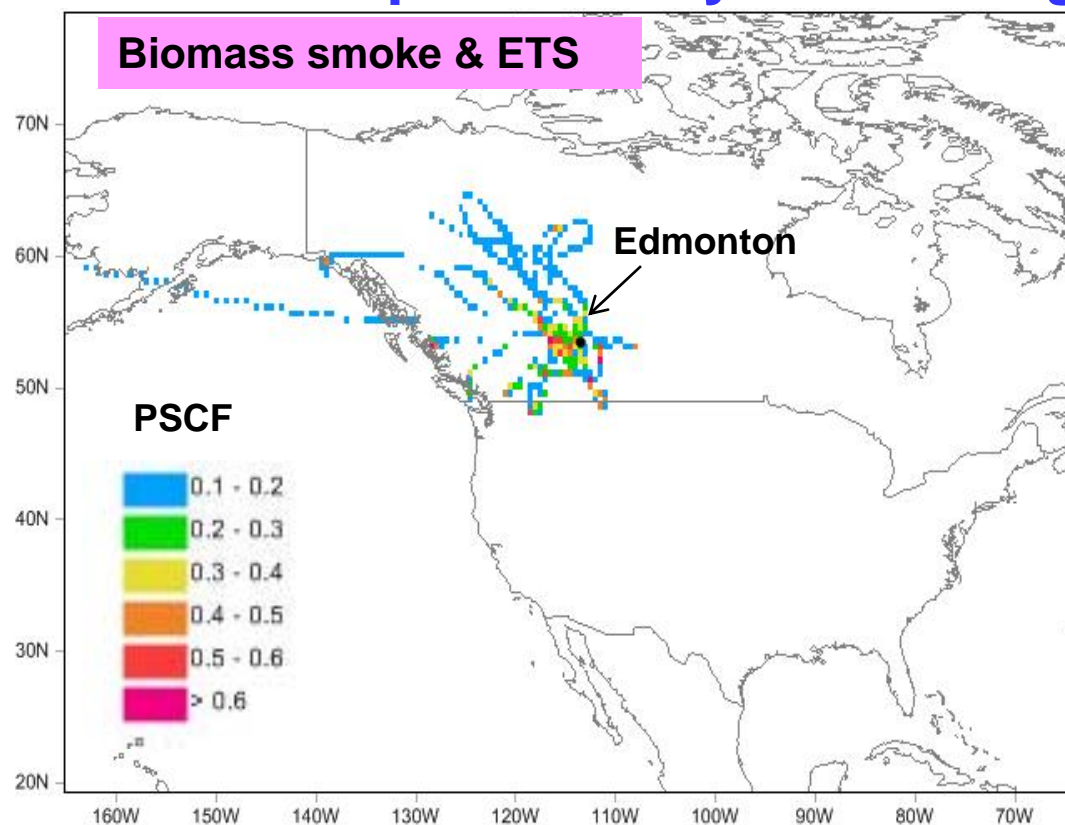 Biomass smoke & ETS
70N
60N
Edmonton
50N
PSCF
0.1 - 0.2
0.2 - 0.3
40N
0.3 - 0.4
0.4 - 0.5
30N
0.5 - 0.6
> 0.6
20N
160W 150W 140W 130W 120W 110W 100W 90W 80W 70W